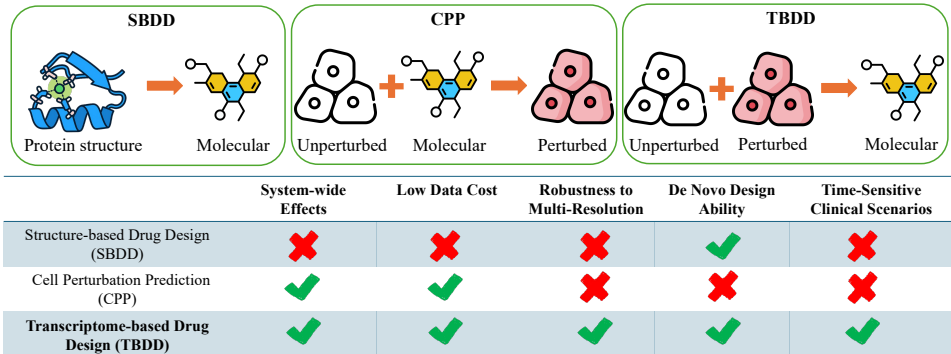 SBDD
CPP
TBDD
Protein structure
Molecular
Unperturbed
Molecular
Perturbed
Unperturbed
Perturbed
Molecular
System-wide
Effects
Low Data Cost
Robustness to
Multi-Resolution
De Novo Design
Ability
Time-Sensitive
Clinical Scenarios
Structure-based Drug Design
(SBDD)
Cell Perturbation Prediction
(CPP)
Transcriptome-based Drug
Design (TBDD)